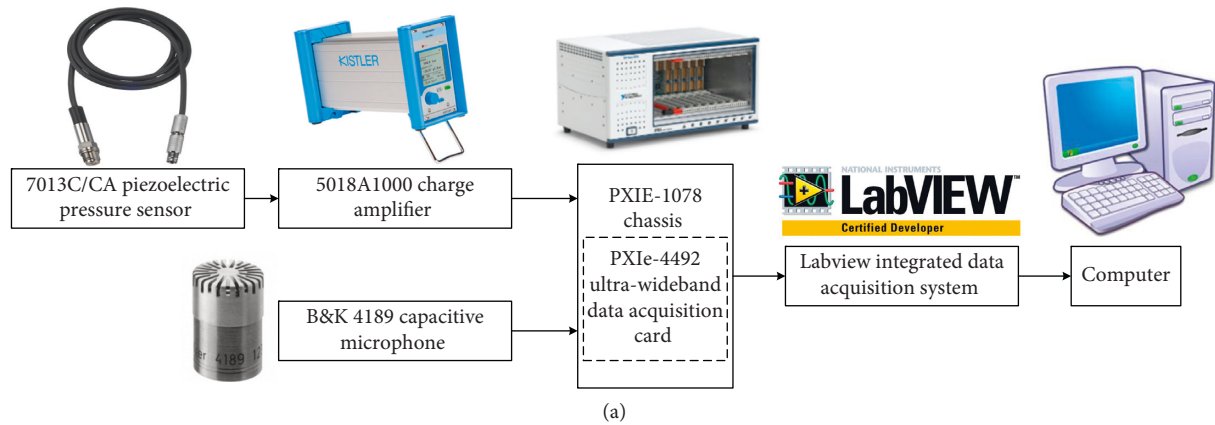 KISTLER
7013C/CA piezoelectric
pressure sensor
5018A1000 charge
amplifier
PXIE-1078
chassis
PXIe-4492
ultra-wideband
data acquisition
card
NATIONAL INSTRUMENTS
LabVIEW™
Certified Developer
Labview integrated data
acquisition system
Computer
4189
B&K 4189 capacitive
microphone
(a)